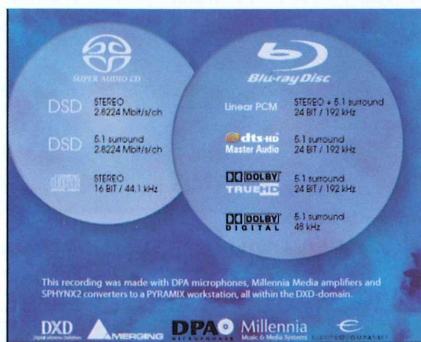 SUPER AUDIO CD
DSD
STEREO
2.8224 Mbit/s/ch
DSD
5.1 surround
2.8224 Mbit/s/ch
STEREO
16 BIT / 44.1 kHz
Blu-ray Disc
Linear PCM
STEREO + 5.1 surround
24 BIT / 192 kHz
dts-HD
Master Audio
5.1 surround
24 BIT / 192 kHz
DOLBY
TRUEHD
5.1 surround
24 BIT / 192 kHz
DOLBY
DIGITAL
5.1 surround
48 kHz
This recording was made with DPA microphones, Millennia Media amplifiers and
SPHYNX2 converters to a PYRAMIX workstation, all within the DXD-domain.
DXD
MERGING
DPA
MICROPHONES
Millennia
Music & Media Systems